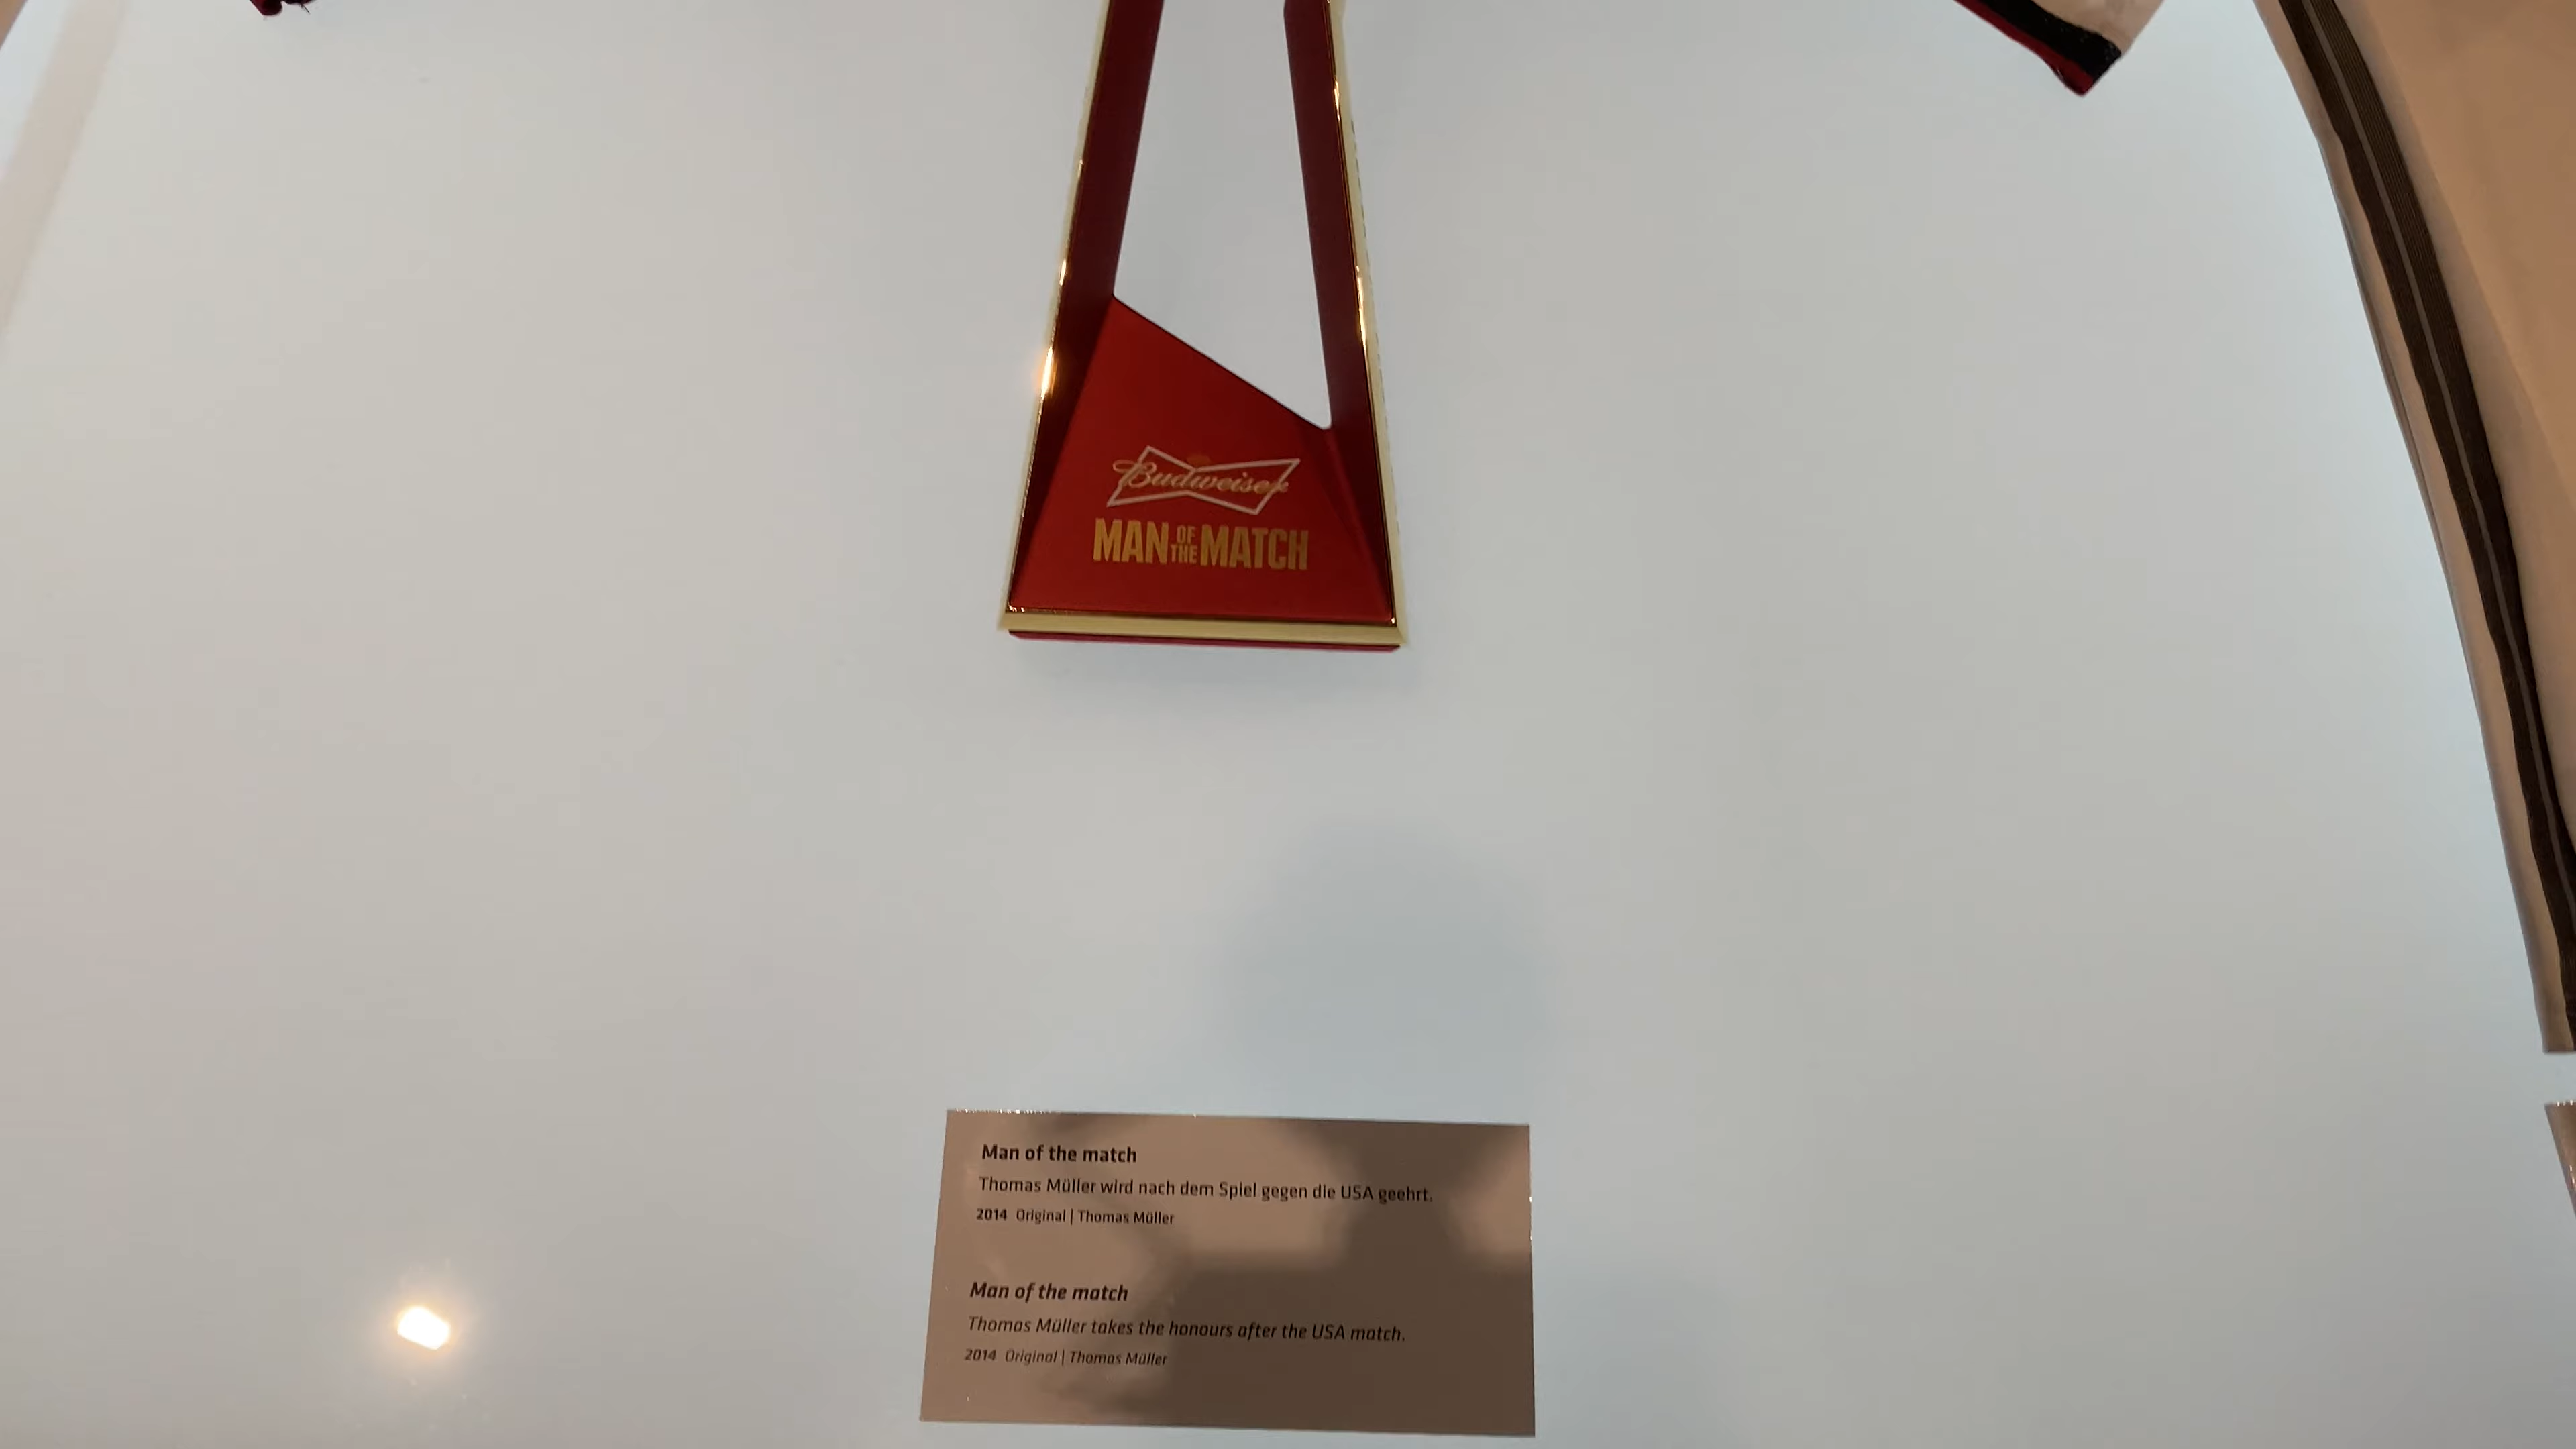 Budweiser
MAN OF THE MATCH
Man of the match
Thomas Müller wird nach dem Spiel gegen die USA geehrt.
2014 Original | Thomas Müller
Man of the match
Thomas Müller takes the honours after the USA match.
2014 Original | Thomas Müller